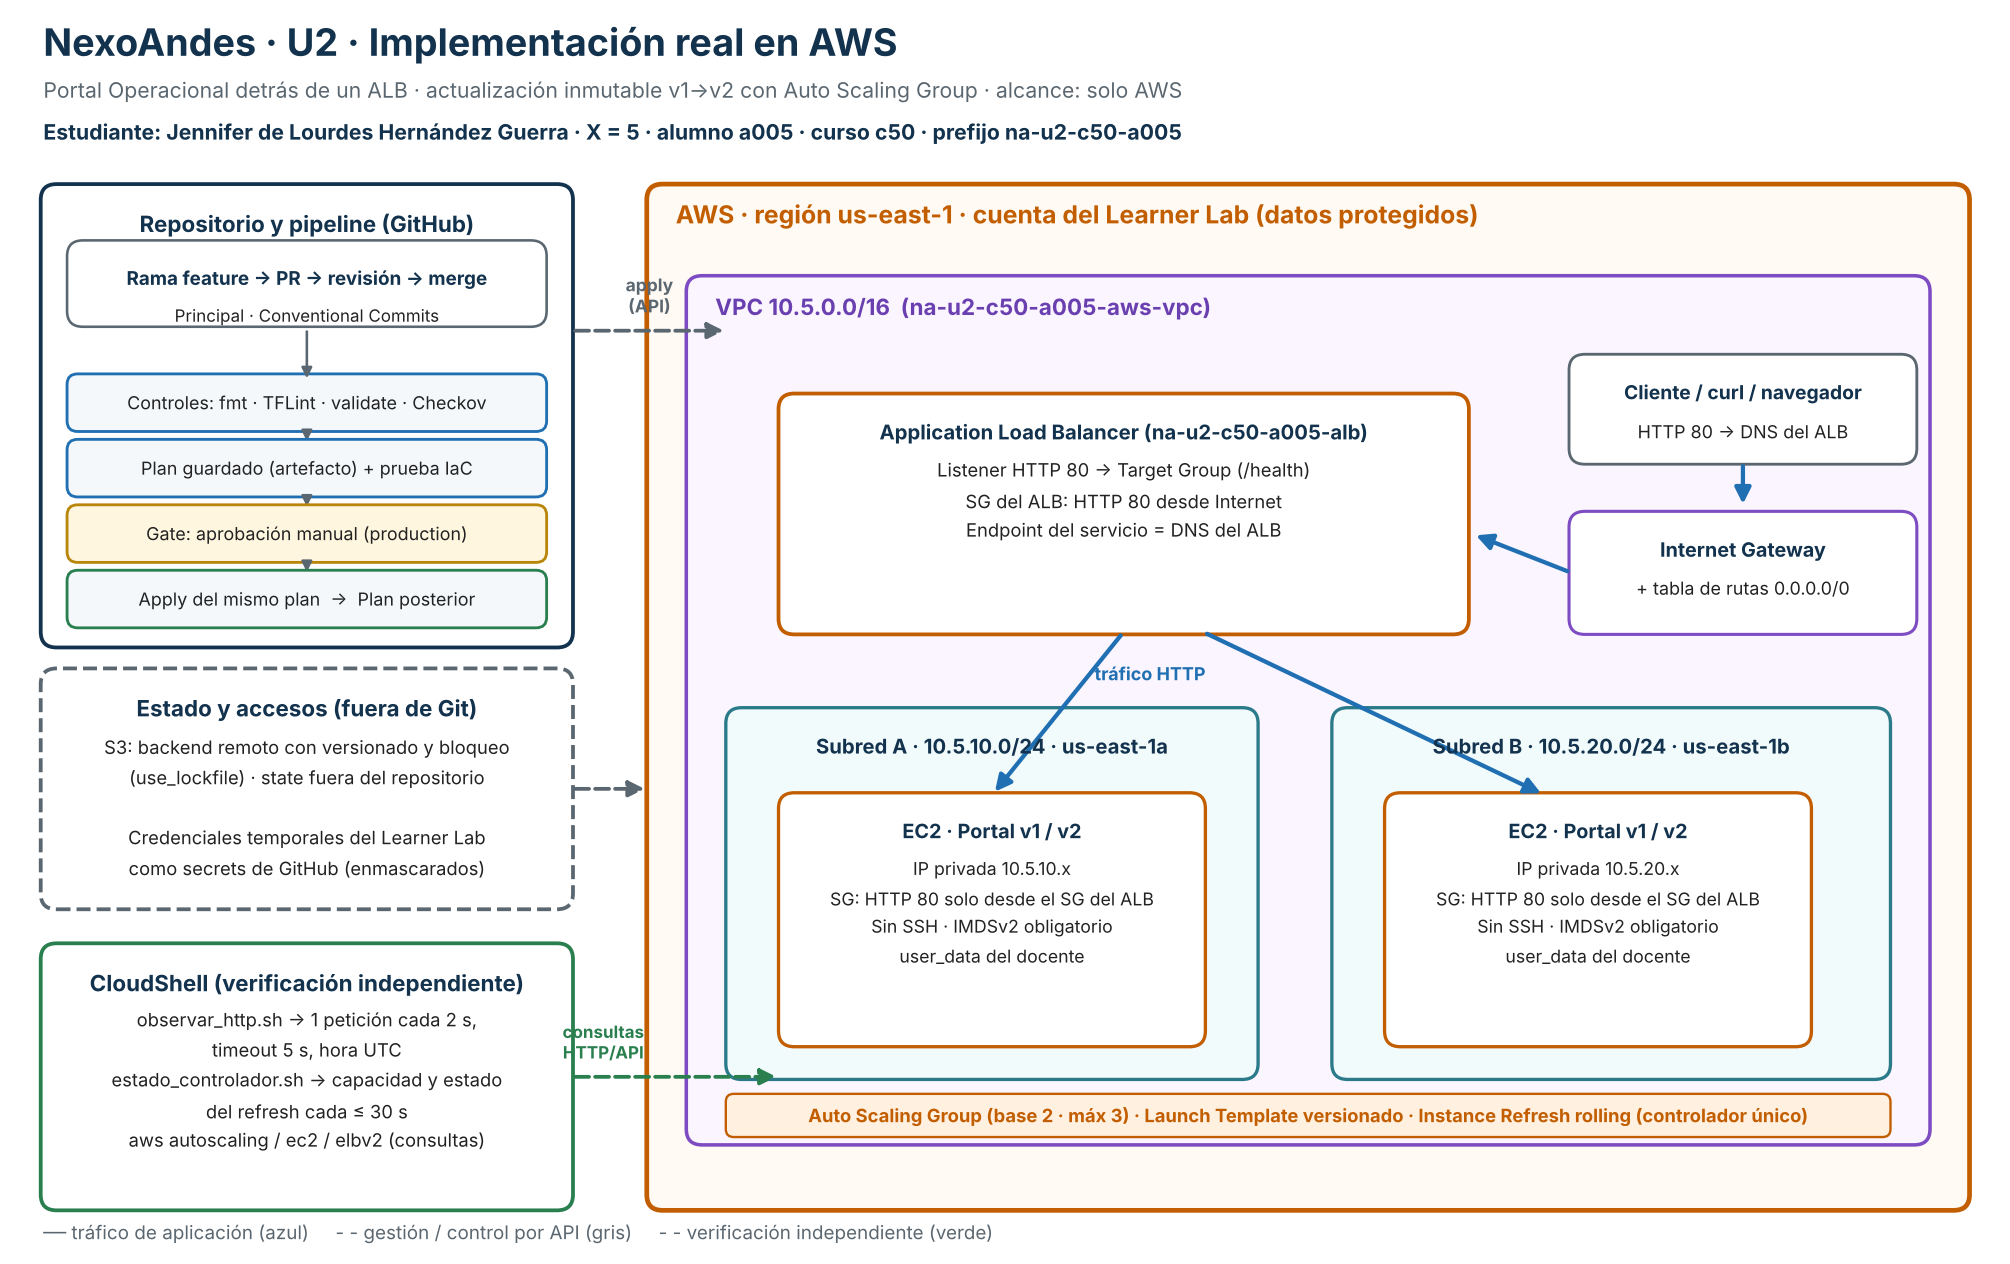 NexoAndes · U2 · Implementación real en AWS
Portal Operacional detrás de un ALB · actualización inmutable v1→v2 con Auto Scaling Group · alcance: solo AWS
Estudiante: Jennifer de Lourdes Hernández Guerra · X = 5 · alumno a005 · curso c50 · prefijo na-u2-c50-a005
Repositorio y pipeline (GitHub)
Rama feature → PR → revisión → merge
Principal · Conventional Commits
Controles: fmt · TFLint · validate · Checkov
Plan guardado (artefacto) + prueba IaC
Gate: aprobación manual (production)
Apply del mismo plan → Plan posterior
Estado y accesos (fuera de Git)
S3: backend remoto con versionado y bloqueo
(use_lockfile) · state fuera del repositorio
Credenciales temporales del Learner Lab
como secrets de GitHub (enmascarados)
CloudShell (verificación independiente)
observar_http.sh → 1 petición cada 2 s,
timeout 5 s, hora UTC
estado_controlador.sh → capacidad y estado
del refresh cada ≤ 30 s
aws autoscaling / ec2 / elbv2 (consultas)
apply
(API)
consultas
HTTP/API
AWS · región us-east-1 · cuenta del Learner Lab (datos protegidos)
VPC 10.5.0.0/16 (na-u2-c50-a005-aws-vpc)
Application Load Balancer (na-u2-c50-a005-alb)
Listener HTTP 80 → Target Group (/health)
SG del ALB: HTTP 80 desde Internet
Endpoint del servicio = DNS del ALB
Cliente / curl / navegador
HTTP 80 → DNS del ALB
Internet Gateway
+ tabla de rutas 0.0.0.0/0
tráfico HTTP
Subred A · 10.5.10.0/24 · us-east-1a
EC2 · Portal v1 / v2
IP privada 10.5.10.x
SG: HTTP 80 solo desde el SG del ALB
Sin SSH · IMDSv2 obligatorio
user_data del docente
Subred B · 10.5.20.0/24 · us-east-1b
EC2 · Portal v1 / v2
IP privada 10.5.20.x
SG: HTTP 80 solo desde el SG del ALB
Sin SSH · IMDSv2 obligatorio
user_data del docente
Auto Scaling Group (base 2 · máx 3) · Launch Template versionado · Instance Refresh rolling (controlador único)
— tráfico de aplicación (azul) - - gestión / control por API (gris) - - verificación independiente (verde)